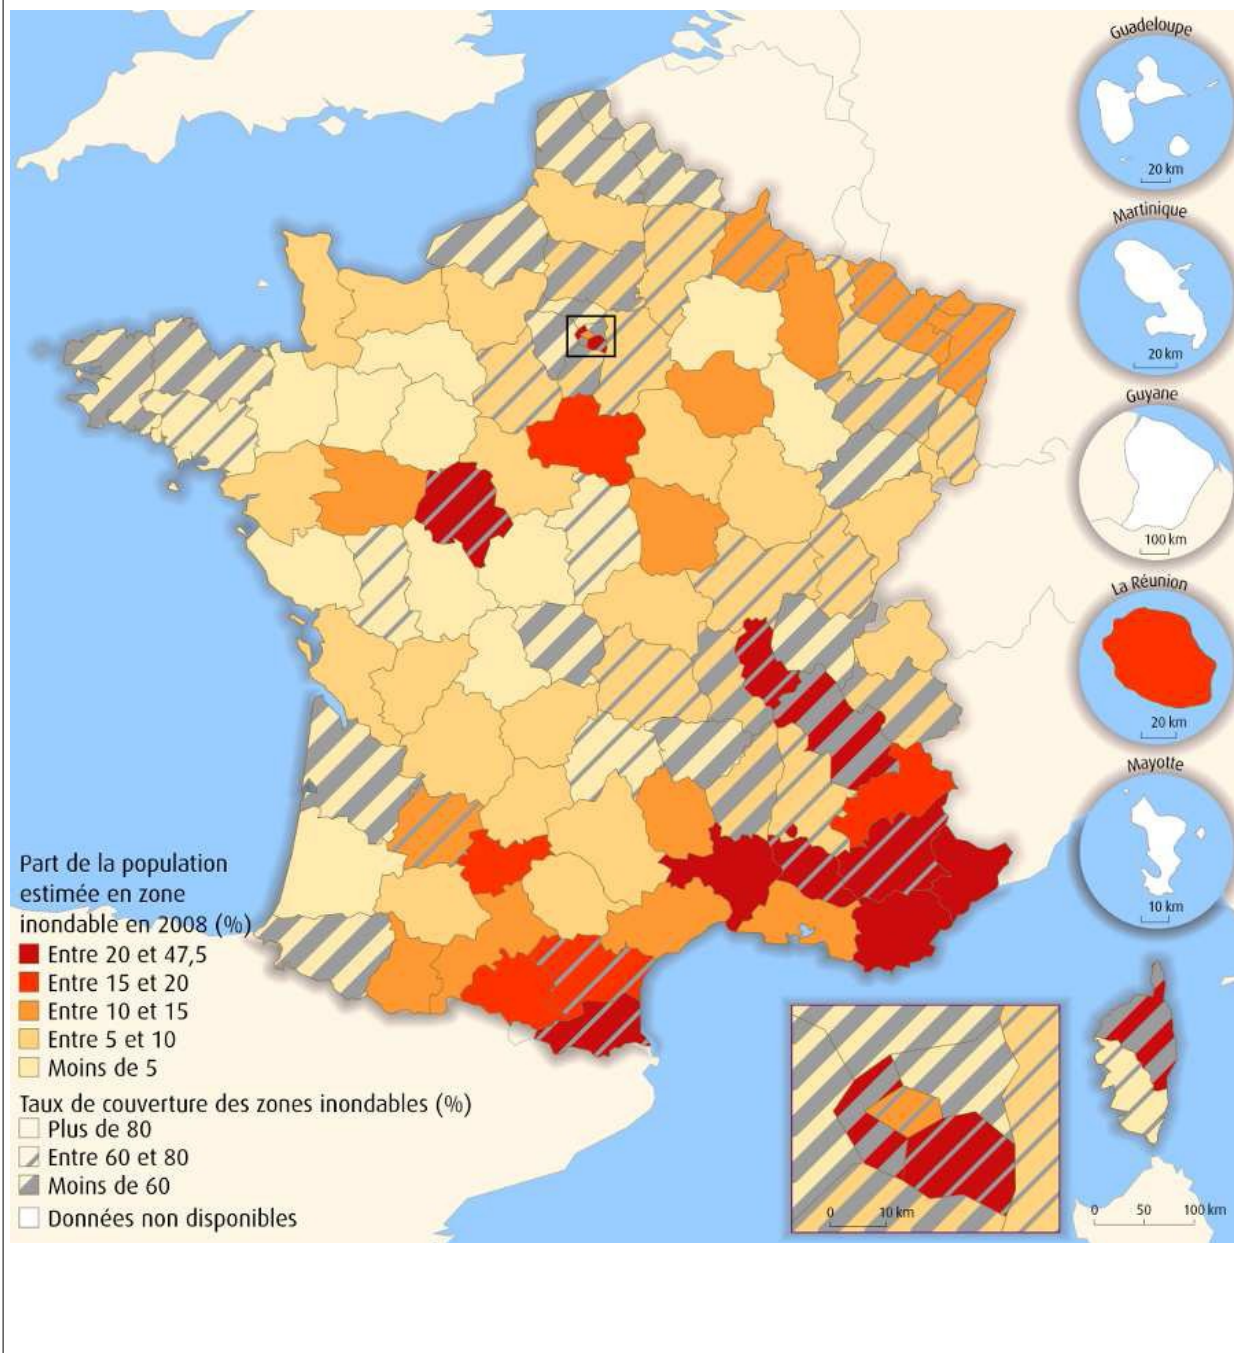 Guadeloupe
20 km
Martinique
20 km
Guyane
100 km
La Réunion
20 km
Mayotte
10 km
Part de la population
estimée en zone
inondable en 2008 (%)
Entre 20 et 47,5
Entre 15 et 20
Entre 10 et 15
Entre 5 et 10
Moins de 5
Taux de couverture des zones inondables (%)
Plus de 80
Entre 60 et 80
Moins de 60
Données non disponibles
0 10 km
0 50 100 km